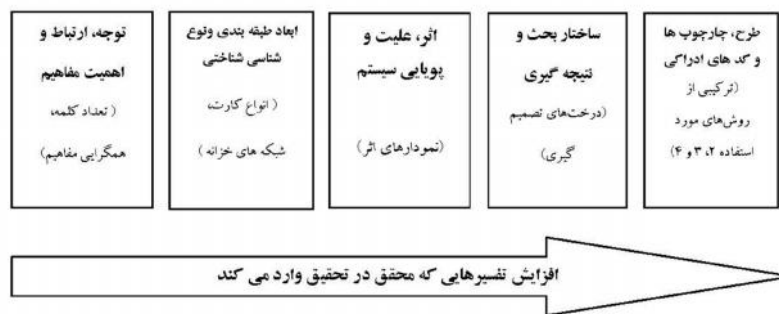 توجه، ارتباط و
اهمیت مفاهیم
( تعداد کلمه،
همگرایی مفاهیم)
ابعاد طبقه بندی ونوع
شناسی شناختی
( انواع کارت،
شبکه های خزانه )
اثر، علیت و
پویایی سیستم
(نمودارهای اثر)
ساختار بحث و
نتیجه گیری
(درخت‌های تصمیم
گیری)
طرح، چارچوب ها
و کد های ادراکی
(ترکیبی از
روش‌های مورد
استفاده ۲، ۳ و ۴)
افزایش تفسیرهایی که محقق در تحقیق وارد می کند